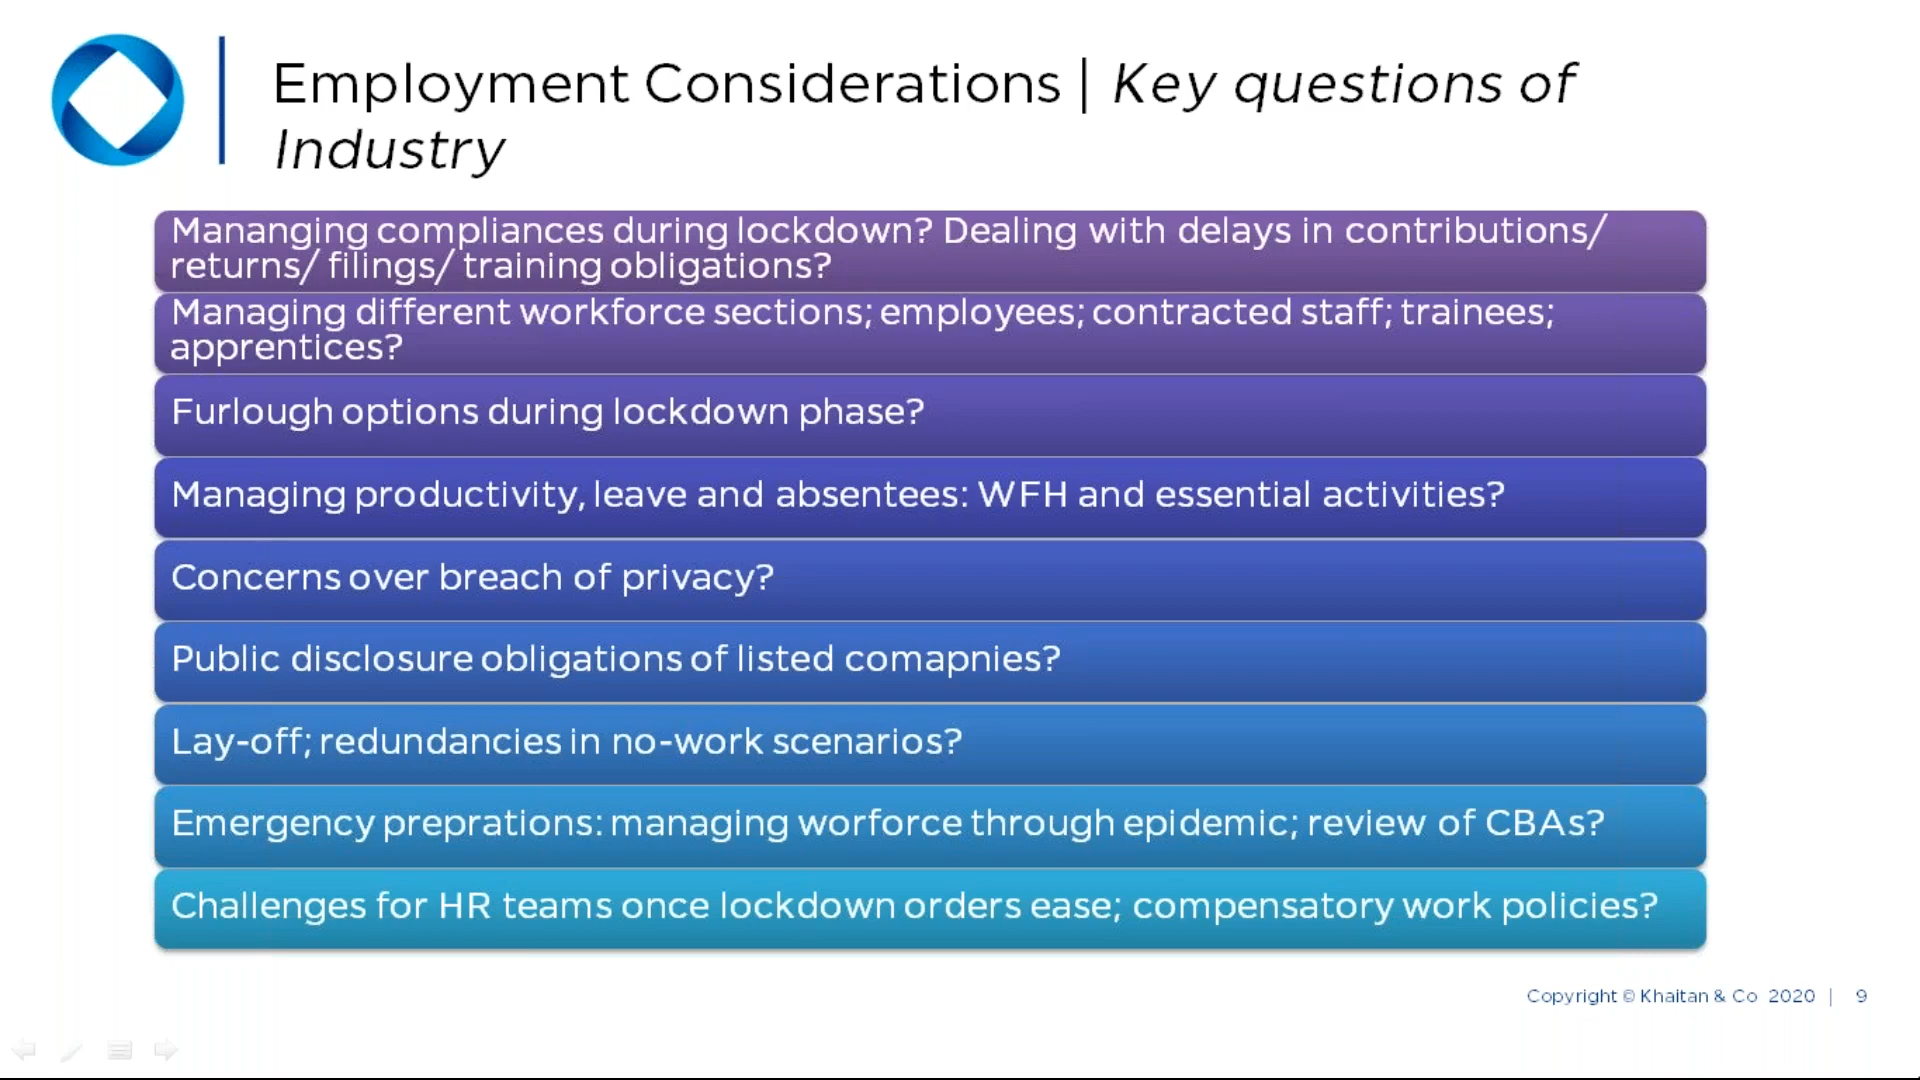 Employment Considerations | Key questions of
Industry
Mananging compliances during lockdown? Dealing with delays in contributions/
returns/ filings/ training obligations?
Managing different workforce sections; employees; contracted staff; trainees;
apprentices?
Furlough options during lockdown phase?
Managing productivity, leave and absentees: WFH and essential activities?
Concerns over breach of privacy?
Public disclosure obligations of listed comapnies?
Lay-off; redundancies in no-work scenarios?
Emergency preprations: managing worforce through epidemic; review of CBAs?
Challenges for HR teams once lockdown orders ease; compensatory work policies?
Copyright © Khaitan & Co 2020 | 9